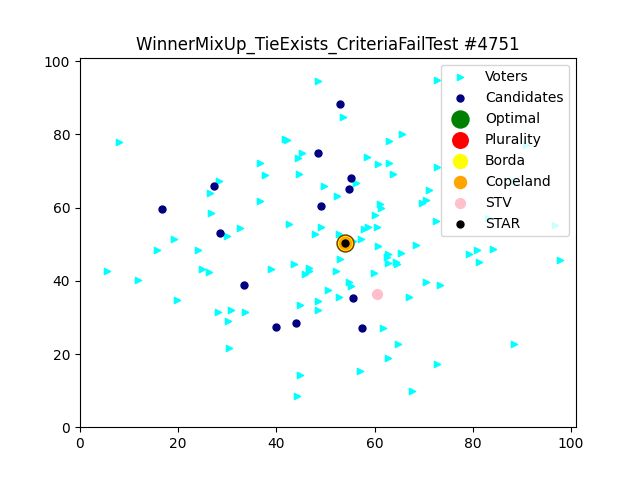 WinnerMixUp_TieExists_CriteriaFailTest #4751
100
80
60
40
20
0
0
20
40
60
80
100
Voters
Candidates
Optimal
Plurality
Borda
Copeland
STV
STAR